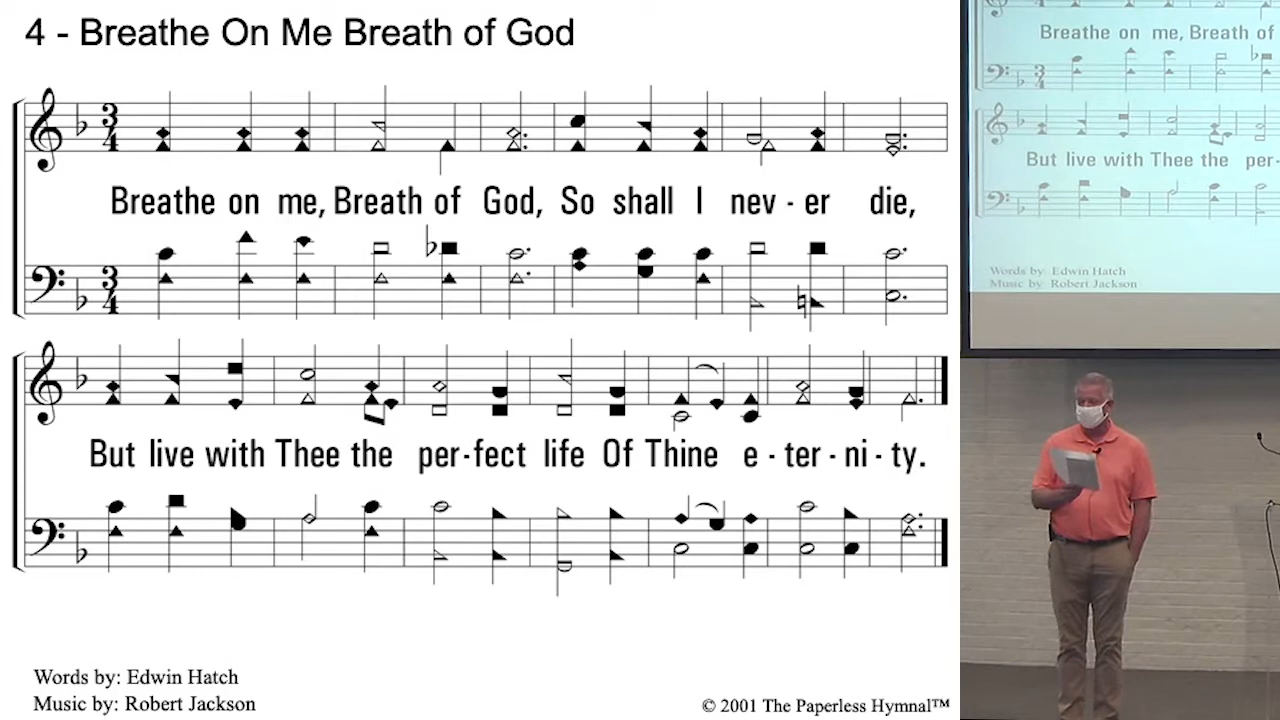 4 - Breathe On Me Breath of God
3
4
Breathe on me, Breath of God, So shall I nev - er die,
3
4
But live with Thee the per - fect life Of Thine e - ter - ni - ty.
Words by: Edwin Hatch
Music by: Robert Jackson
© 2001 The Paperless Hymnal™
Breathe on me, Breath of
3
4
But live with Thee the per-
Words by: Edwin Hatch
Music by: Robert Jackson